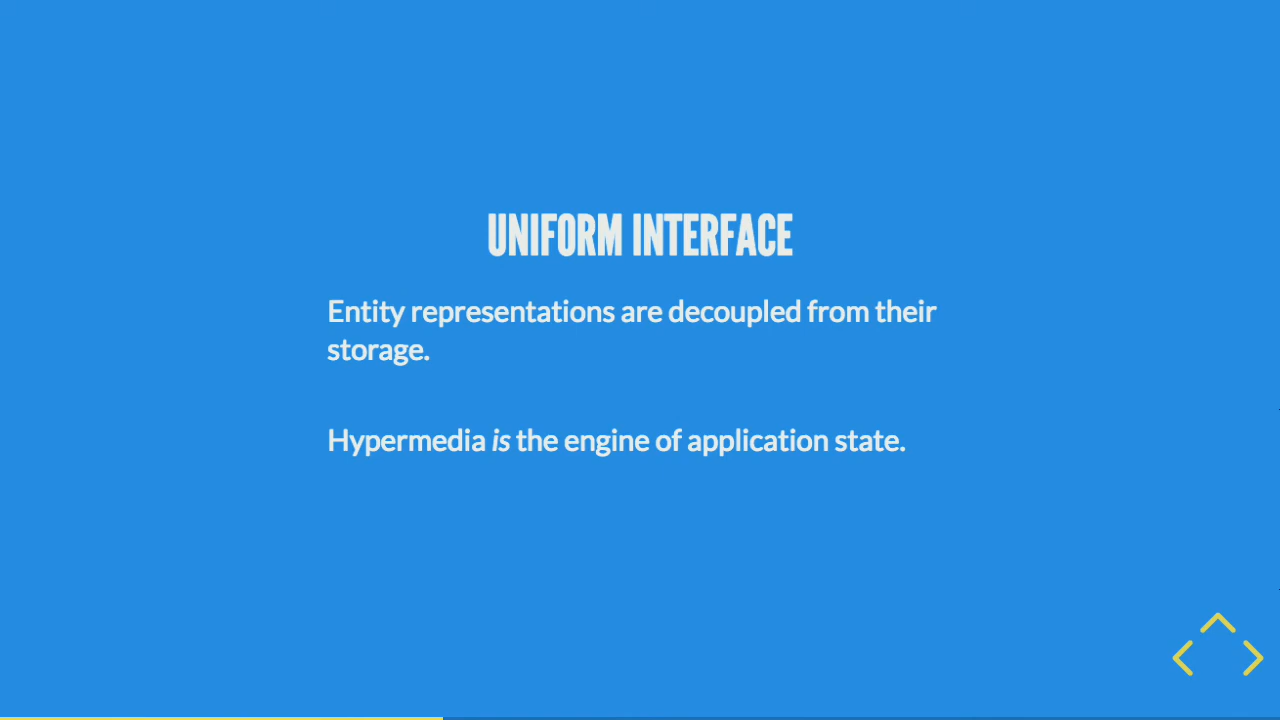 UNIFORM INTERFACE
Entity representations are decoupled from their
storage.
Hypermedia is the engine of application state.